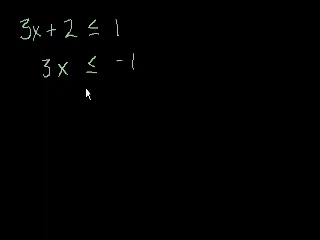 3x + 2 ≤ 1
3x ≤ -1